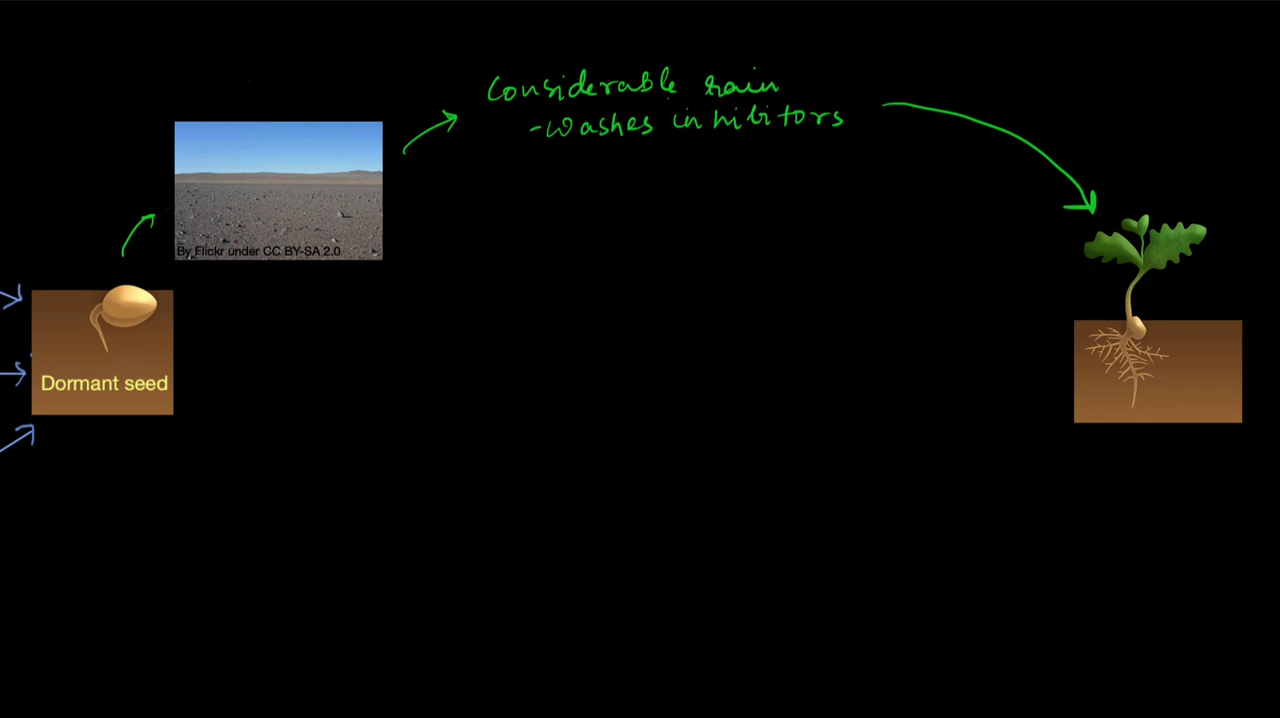 Considerable rain
-washes inhibitors
By Flickr under CC BY-SA 2.0
Dormant seed